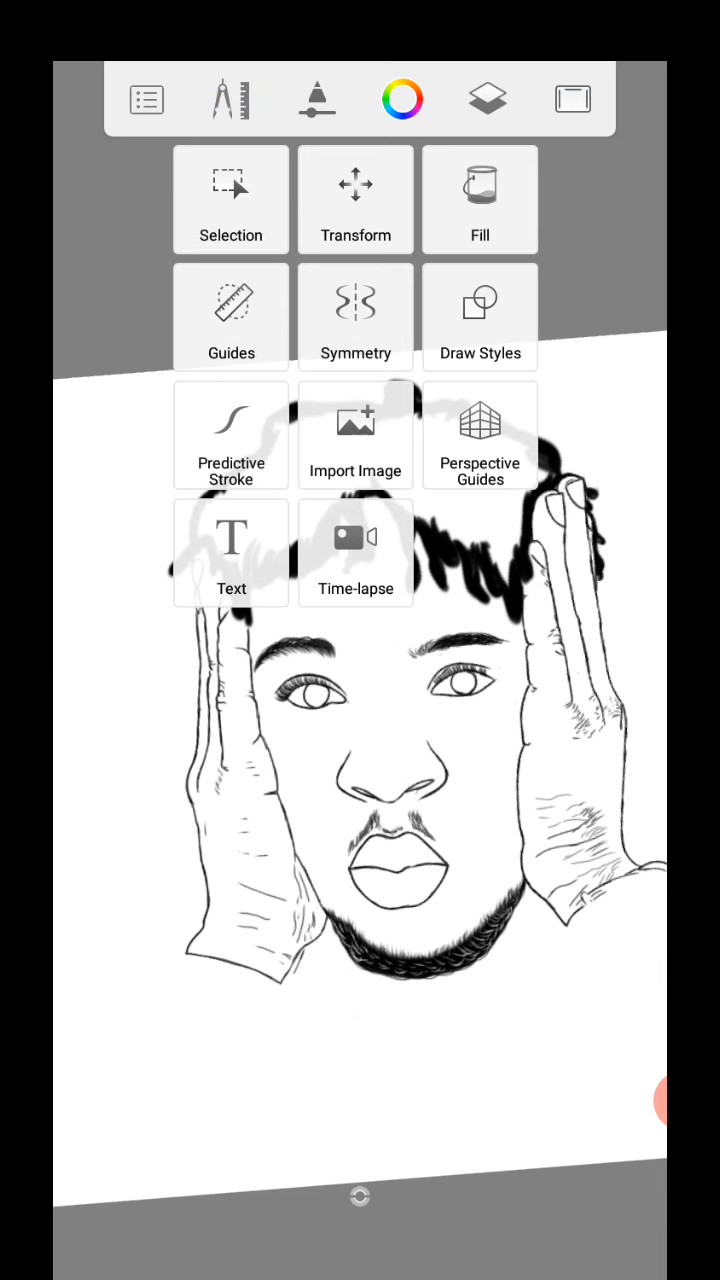 Selection
Transform
Fill
Guides
Symmetry
Draw Styles
Predictive
Stroke
Import Image
Perspective
Guides
T
Text
Time-lapse